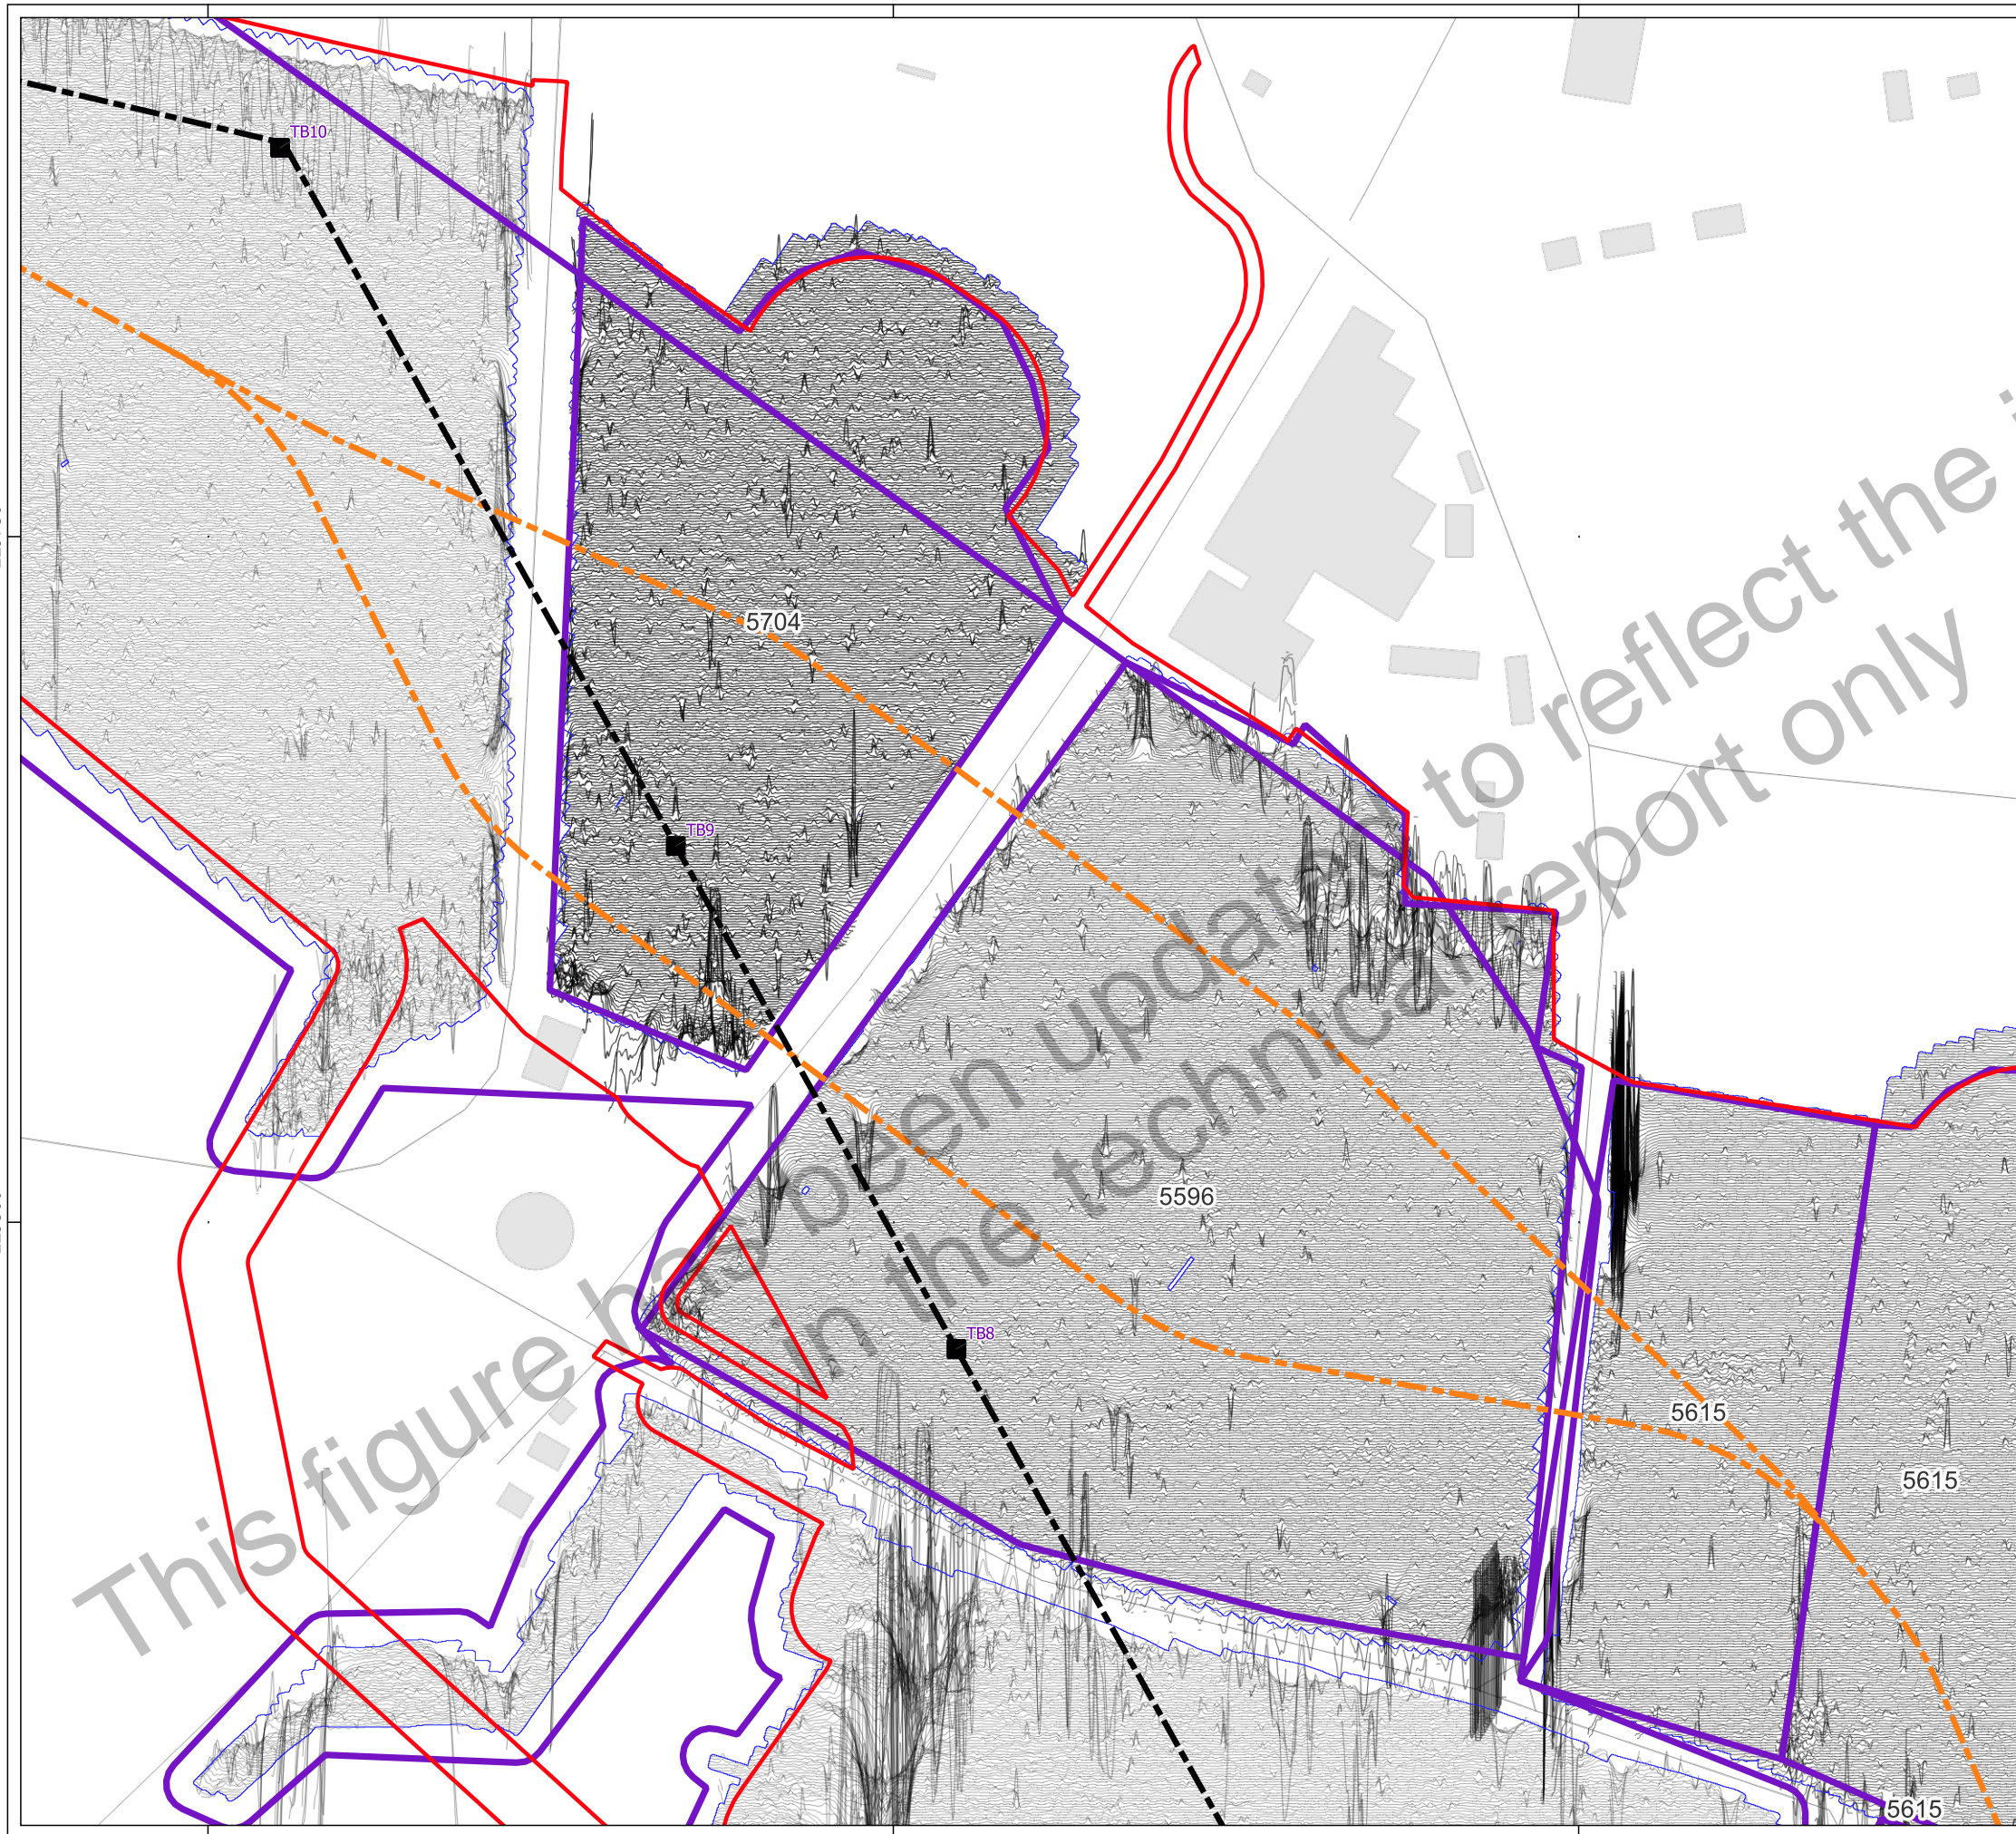 TB10
5704
TB9
5596
TB8
5615
5615
5615
This figure has been updated to reflect the
in the technical report only